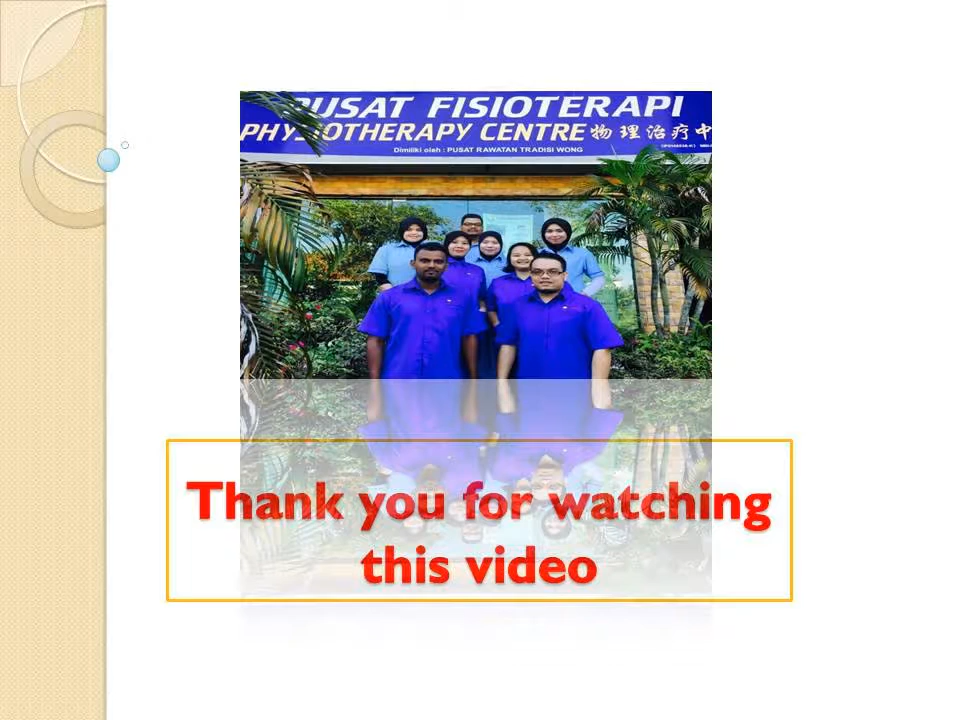 PUSAT FISIOTERAPI
PHYSIOTHERAPY CENTRE 物理治疗中
Dimiliki oleh : PUSAT RAWATAN TRADISI WONG
Thank you for watching
this video